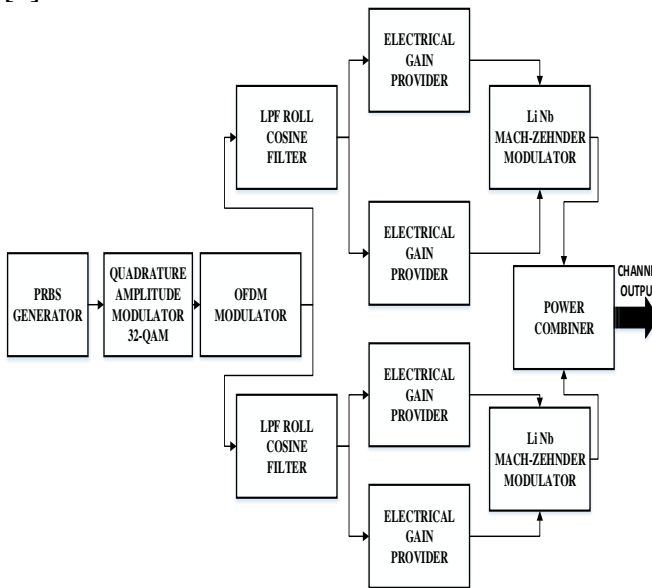 ELECTRICAL
GAIN
PROVIDER
LPF ROLL
COSINE
FILTER
Li Nb
MACH-ZEHNDER
MODULATOR
ELECTRICAL
GAIN
PROVIDER
PRBS
GENERATOR
QUADRATURE
AMPLITUDE
MODULATOR
32-QAM
OFDM
MODULATOR
POWER
COMBINER
ELECTRICAL
GAIN
PROVIDER
LPF ROLL
COSINE
FILTER
Li Nb
MACH-ZEHNDER
MODULATOR
ELECTRICAL
GAIN
PROVIDER